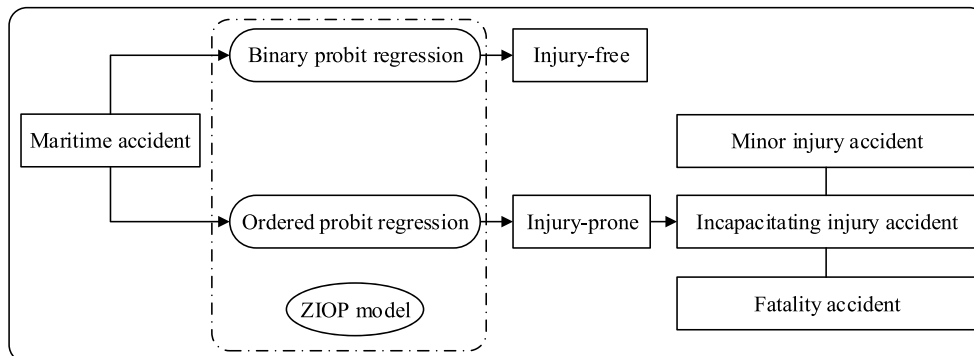 Binary probit regression
Injury-free
Maritime accident
Minor injury accident
Ordered probit regression
Injury-prone
Incapacitating injury accident
ZIOP model
Fatality accident